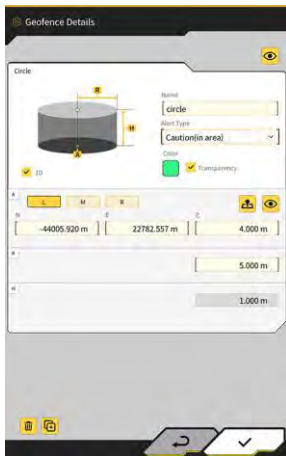 Geofence Details
Circle
R
H
A
2D
Name
circle
Alert Type
Caution(in area)
Color
Transparency
A
L M R
N E Z
-44005.920 m 22782.557 m 4.000 m
R
5.000 m
H
1.000 m